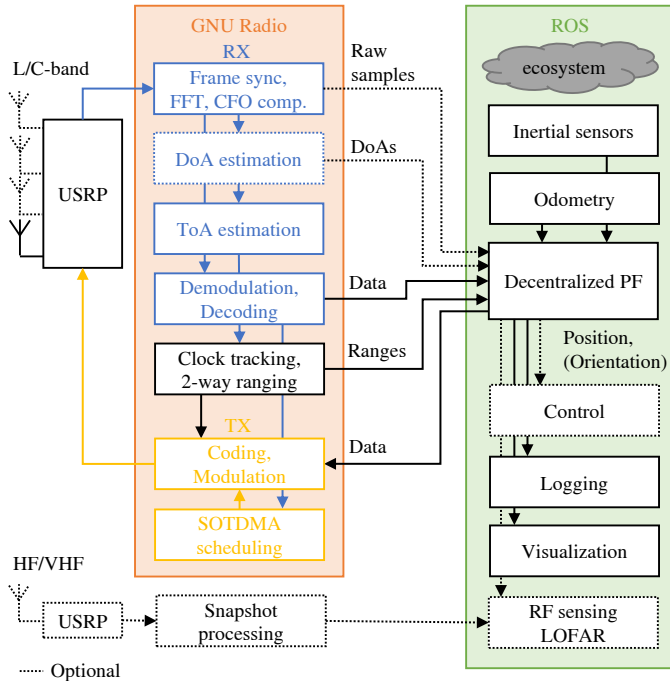 GNU Radio
ROS
RX
L/C-band
Frame sync,
FFT, CFO comp.
Raw
samples
ecosystem
Inertial sensors
DoA estimation
DoAs
USRP
Odometry
ToA estimation
Decentralized PF
Demodulation,
Decoding
Data
Clock tracking,
2-way ranging
Ranges
Position,
(Orientation)
Control
TX
Coding,
Modulation
Data
Logging
SOTDMA
scheduling
Visualization
HF/VHF
USRP
Snapshot
processing
RF sensing
LOFAR
Optional